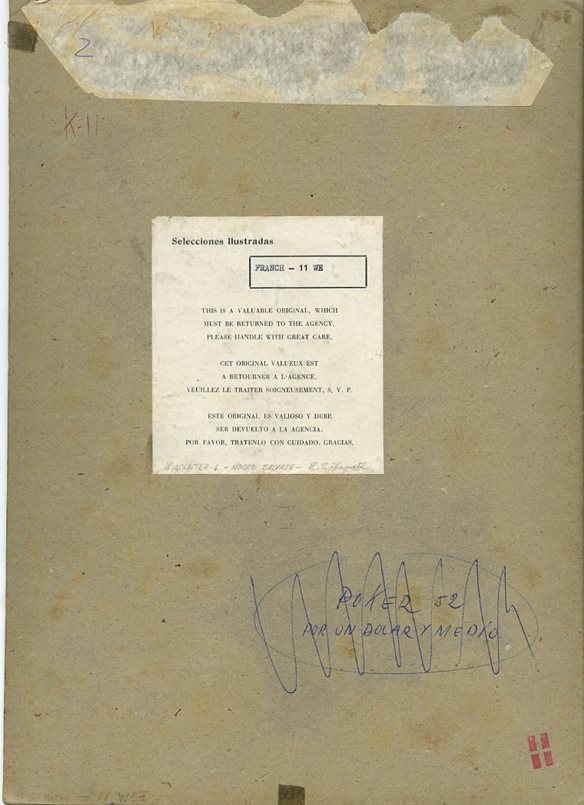 2
K-11
Selecciones Ilustradas
FRANCH - 11 WE
THIS IS A VALUABLE ORIGINAL, WHICH
MUST BE RETURNED TO THE AGENCY.
PLEASE HANDLE WITH GREAT CARE.
CET ORIGINAL VALUEUX EST
A RETOURNER A L'AGENCE.
VEUILLEZ LE TRAITER SOIGNEUSEMENT, S. V. P.
ESTE ORIGINAL ES VALIOSO Y DEBE
SER DEVUELTO A LA AGENCIA.
POR FAVOR, TRATENLO CON CUIDADO. GRACIAS.
WINCHESTER-6 - NOCHE SALVAJE-
POKER 52
POR UN DOLAR Y MEDIO